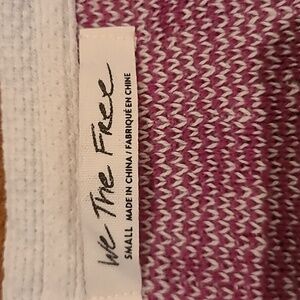 We The Free
SMALL MADE IN CHINA / FABRIQUÉ EN CHINE